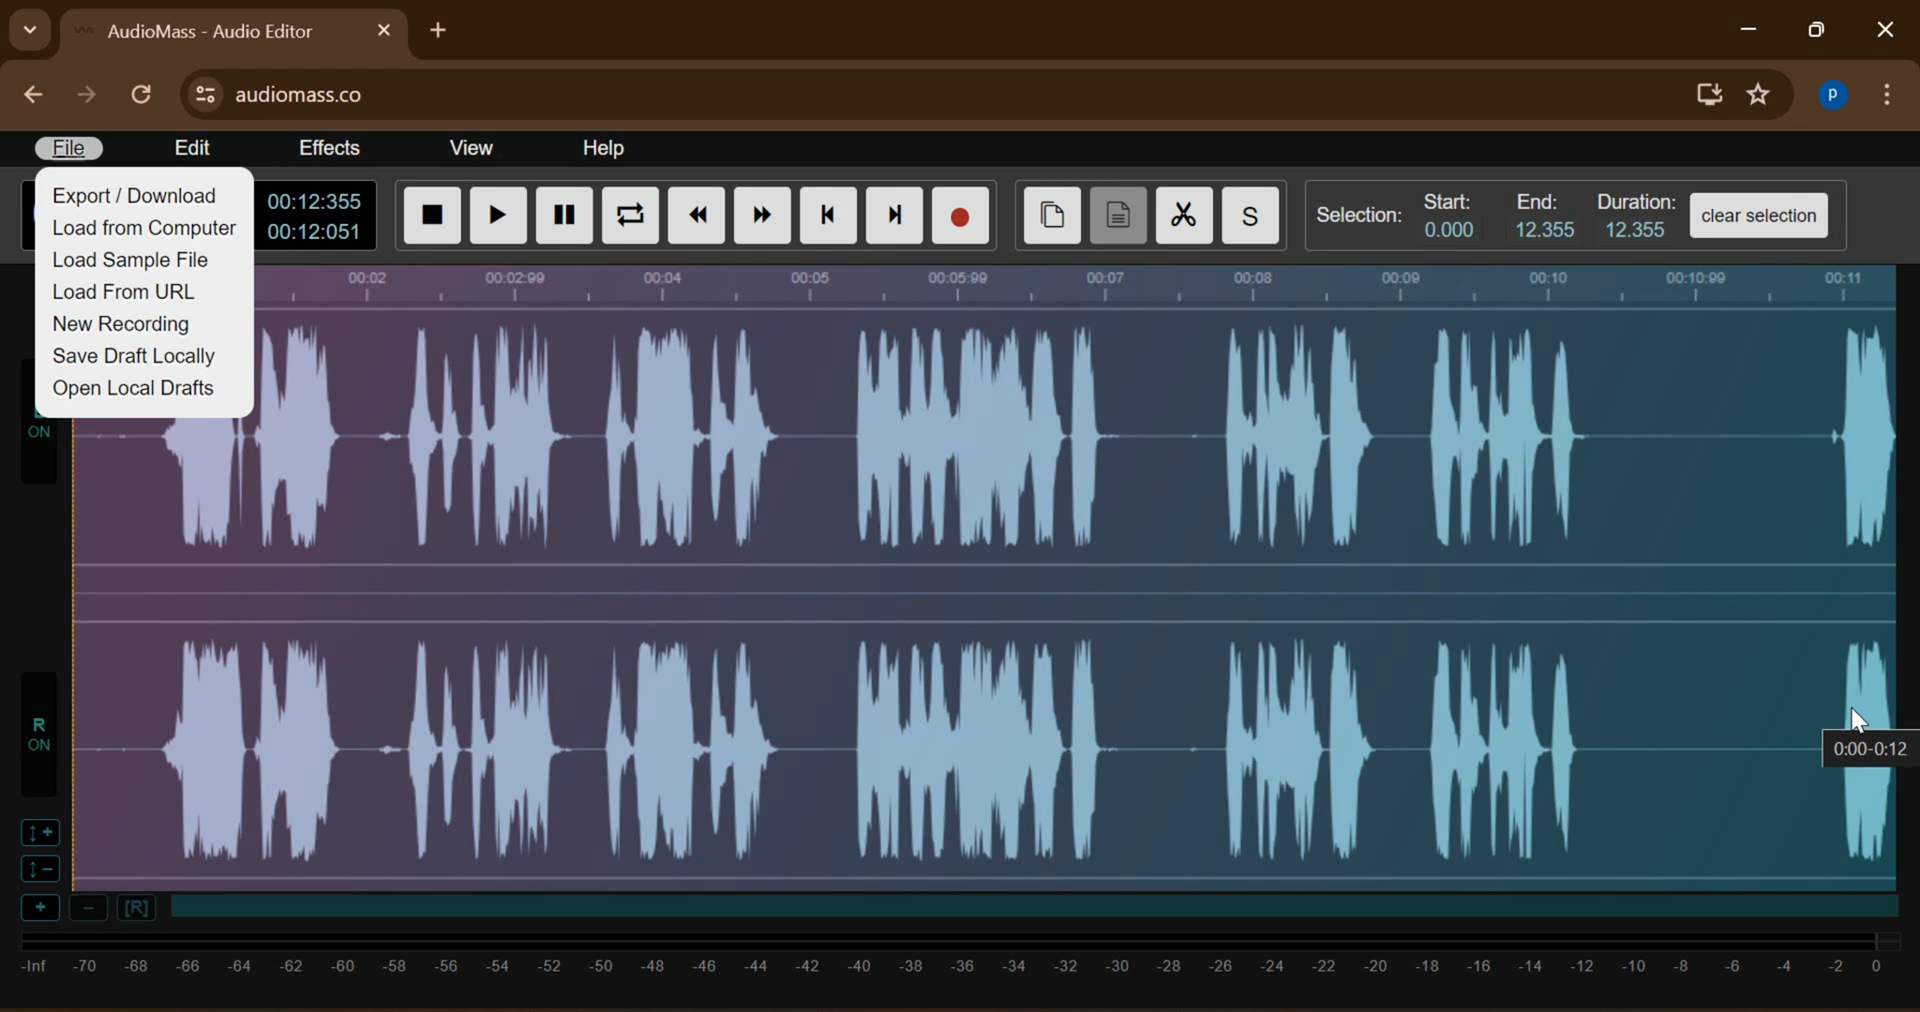 AudioMass - Audio Editor
audiomass.co
p
File Edit Effects View Help
Export / Download
Load from Computer
Load Sample File
Load From URL
New Recording
Save Draft Locally
Open Local Drafts
00:12:355
00:12:051
S
Selection:
Start: End: Duration:
0.000 12.355 12.355
clear selection
00:02 00:02:99 00:04 00:05 00:05:99 00:07 00:08 00:09 00:10 00:10:99 00:11
ON
R
ON
0:00-0:12
[R]
-Inf -70 -68 -66 -64 -62 -60 -58 -56 -54 -52 -50 -48 -46 -44 -42 -40 -38 -36 -34 -32 -30 -28 -26 -24 -22 -20 -18 -16 -14 -12 -10 -8 -6 -4 -2 0